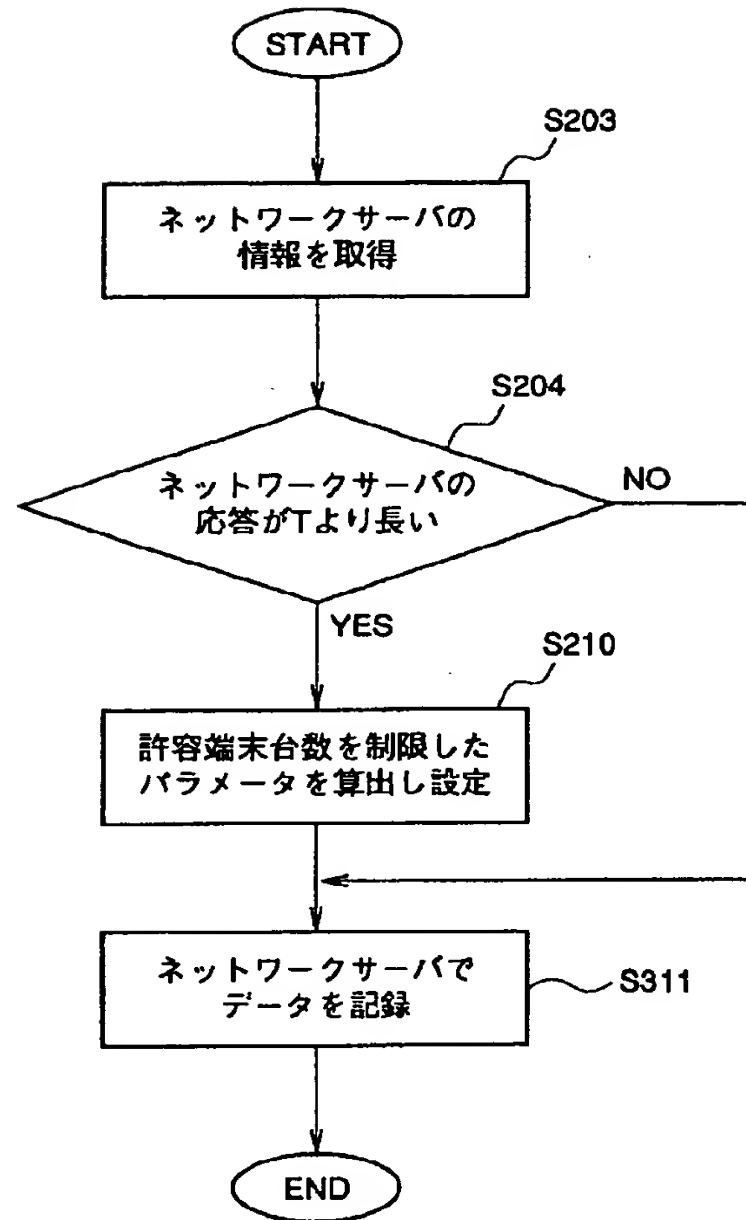 START
S203
ネットワークサーバの
情報を取得
S204
ネットワークサーバの
応答がTより長い
NO
YES
S210
許容端末台数を制限した
パラメータを算出し設定
ネットワークサーバで
データを記録
S311
END